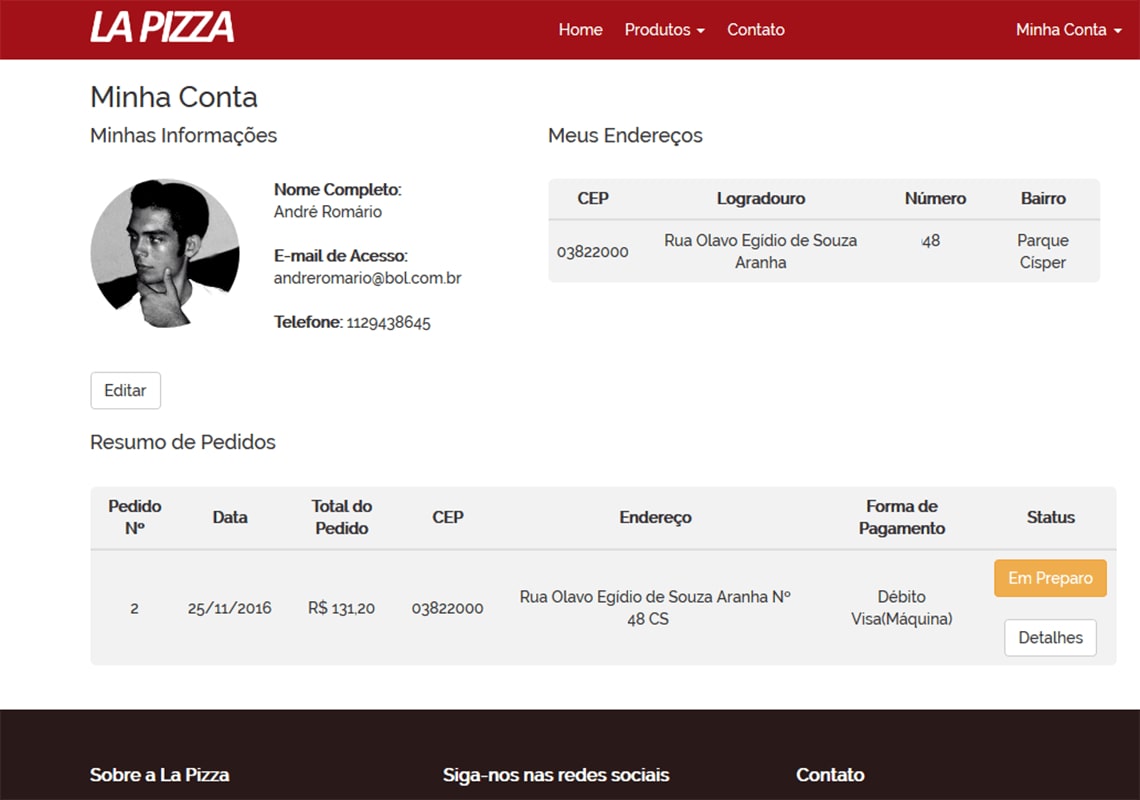 LA PIZZA
Home Produtos Contato Minha Conta
Minha Conta
Minhas Informações
Nome Completo:
André Romário
E-mail de Acesso:
andreromario@bol.com.br
Telefone: 1129438645
Editar
Meus Endereços
CEP Logradouro Número Bairro
03822000 Rua Olavo Egídio de Souza Aranha 48 Parque Cisper
Resumo de Pedidos
Pedido Nº Data Total do Pedido CEP Endereço Forma de Pagamento Status
2 25/11/2016 R$ 131,20 03822000 Rua Olavo Egídio de Souza Aranha Nº 48 CS Débito Visa(Máquina) Em Preparo
Detalhes
Sobre a La Pizza Siga-nos nas redes sociais Contato